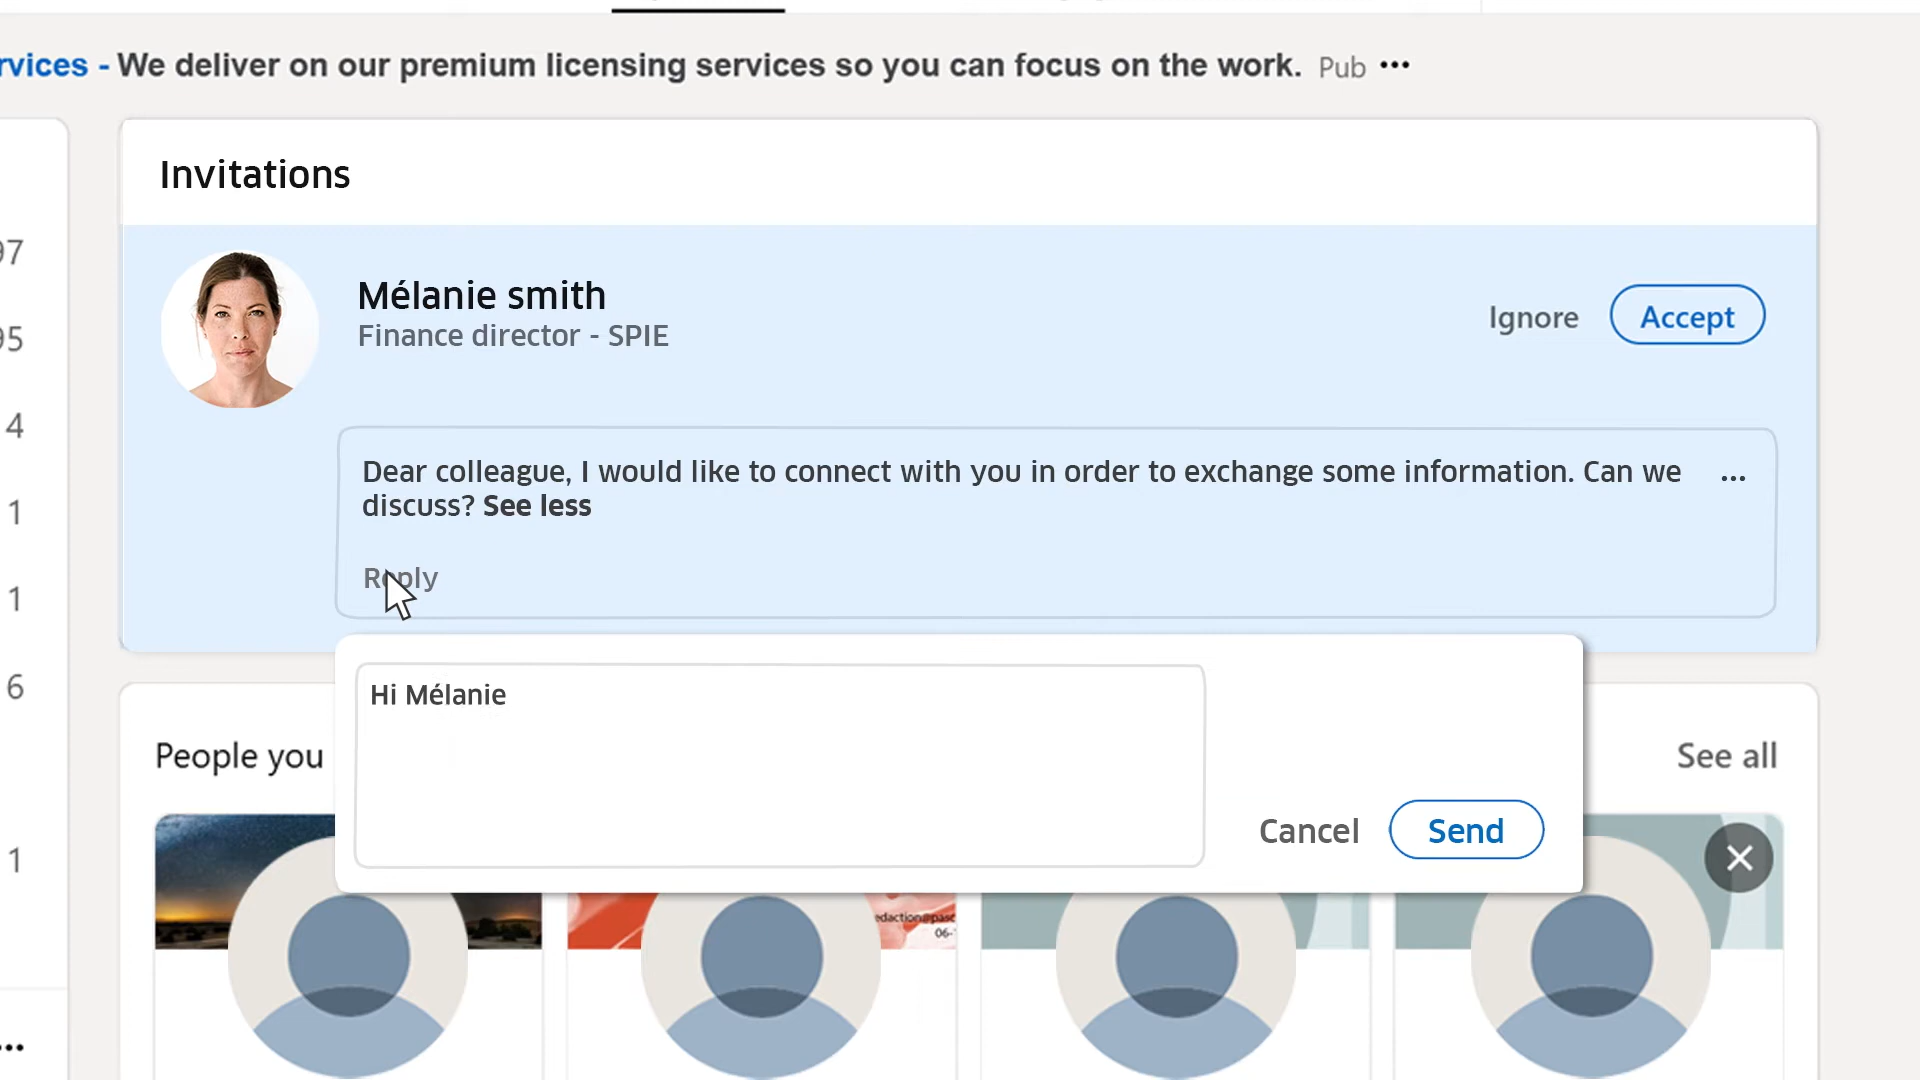 rvices - We deliver on our premium licensing services so you can focus on the work. Pub •••
Invitations
97
Mélanie smith
Ignore
Accept
Finance director - SPIE
95
4
Dear colleague, I would like to connect with you in order to exchange some information. Can we ...
discuss? See less
1
Reply
1
6
Hi Mélanie
People you
See all
Cancel
Send
1
edaction@pasc
06-
...